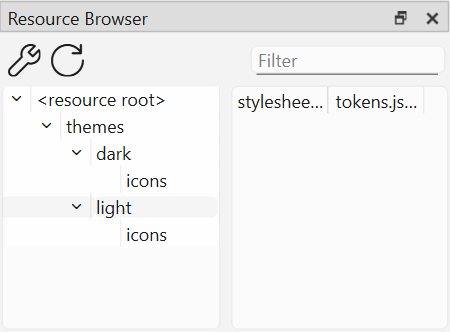 Resource Browser
Filter
<resource root>
themes
dark
icons
light
icons
styleshee... tokens.js...